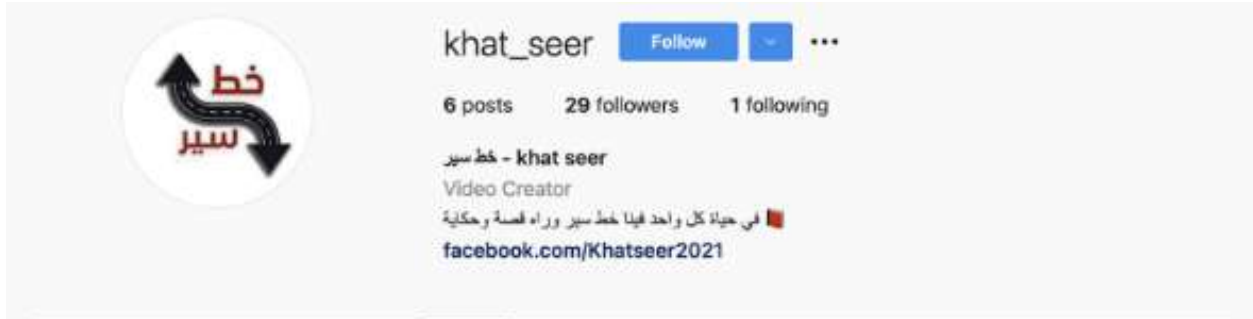 خط
سير
khat_seer Follow
6 posts 29 followers 1 following
خط سير - khat seer
Video Creator
في حياة كل واحد فينا خط سير وراه قصة وحكاية
facebook.com/Khatseer2021